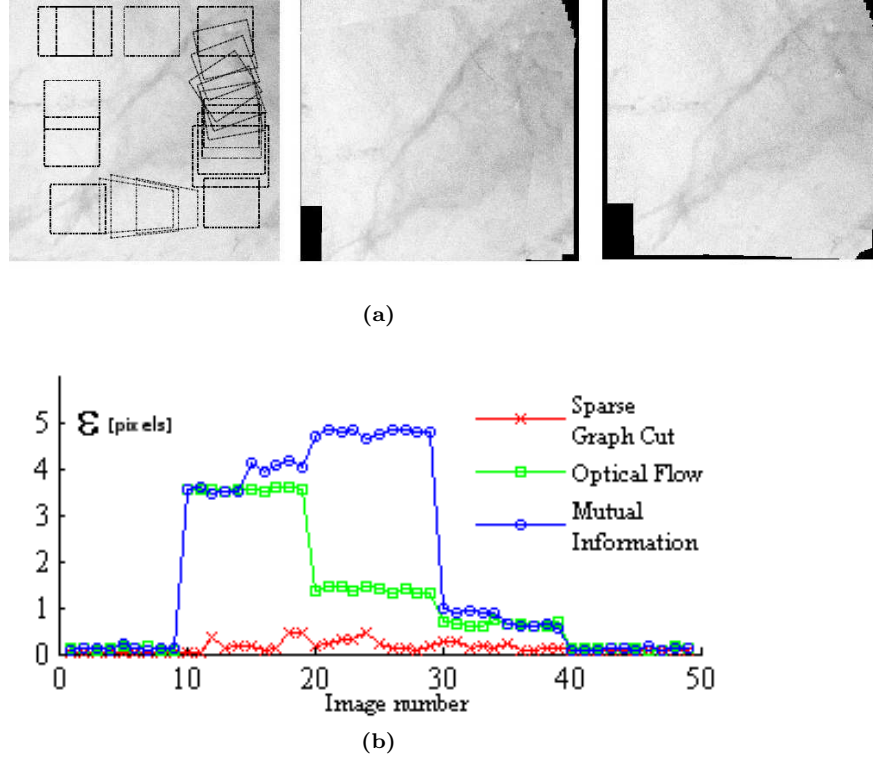 (a)
5
4
3
2
1
0
ε [pixels]
Sparse
Graph Cut
Optical Flow
Mutual
Information
0 10 20 30 40 50
Image number
(b)